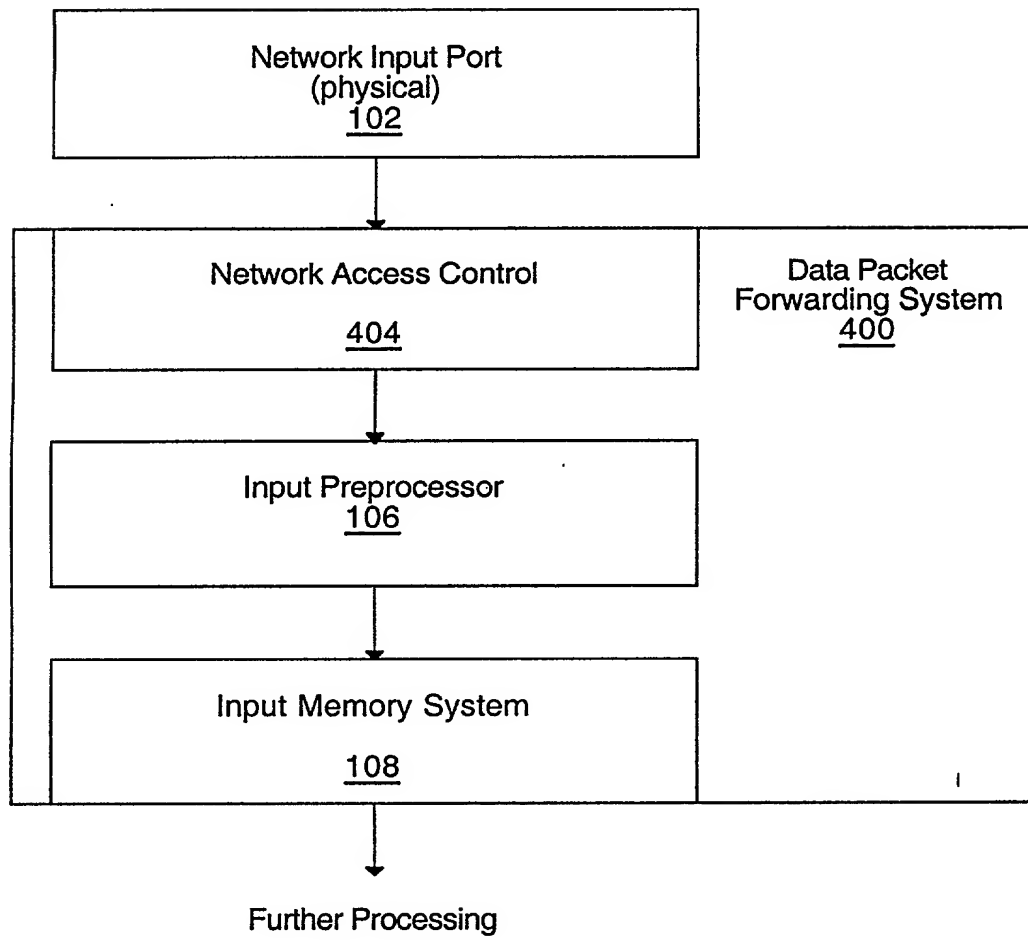 Network Input Port
(physical)
102
Network Access Control
404
Data Packet
Forwarding System
400
Input Preprocessor
106
Input Memory System
108
Further Processing